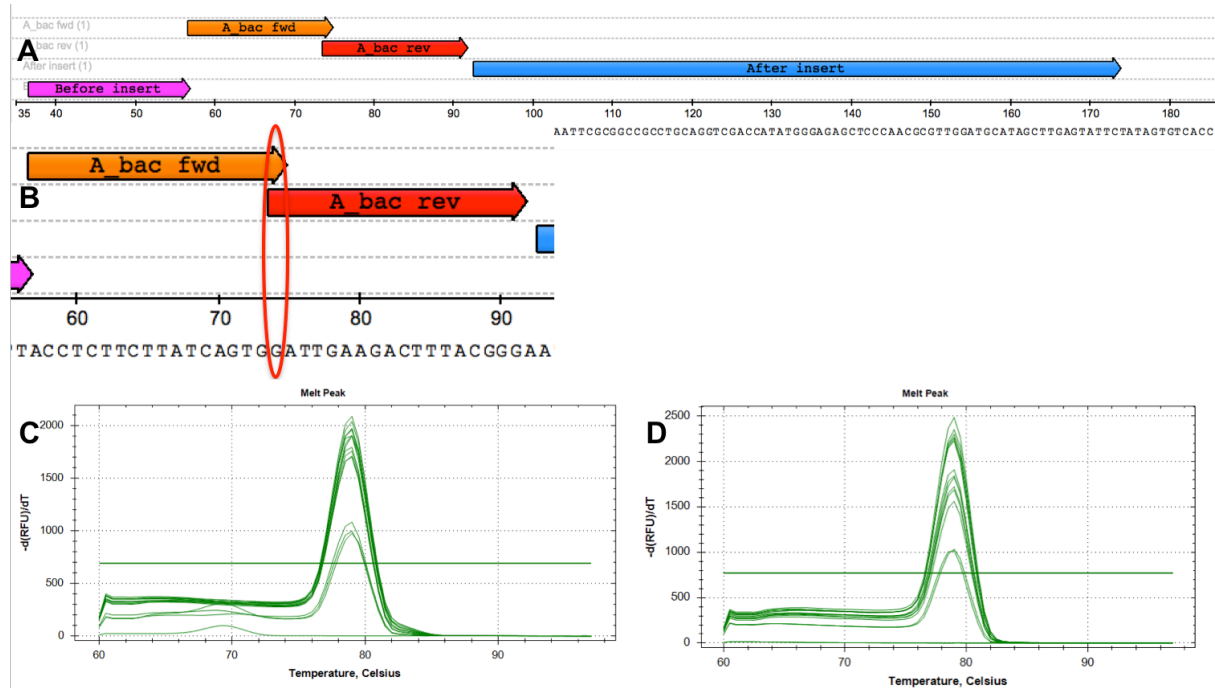 A_bac fwd (1)
A_bac fwd
A
bac rev (1)
A_bac rev
After insert (1)
After insert
Before insert
35 40 50 60 70 80 90 100 110 120 130 140 150 160 170 180
AATTCGCGGCCGCCTGCAGGTCGACCATATGGGAGAGCTCCCAACGCGTTGGATGCATAGCTTGAGTATTCTATAGTGTCACC
A_bac fwd
B
A_bac rev
60 70 80 90
TACCTCTTCTTATCAGTGGATTGAAGACTTTACGGGAA
Melt Peak
C
2000
1500
1000
500
0
-d(RFU)/dT
60 70 80 90
Temperature, Celsius
Melt Peak
D
2500
2000
1500
1000
500
0
-d(RFU)/dT
60 70 80 90
Temperature, Celsius